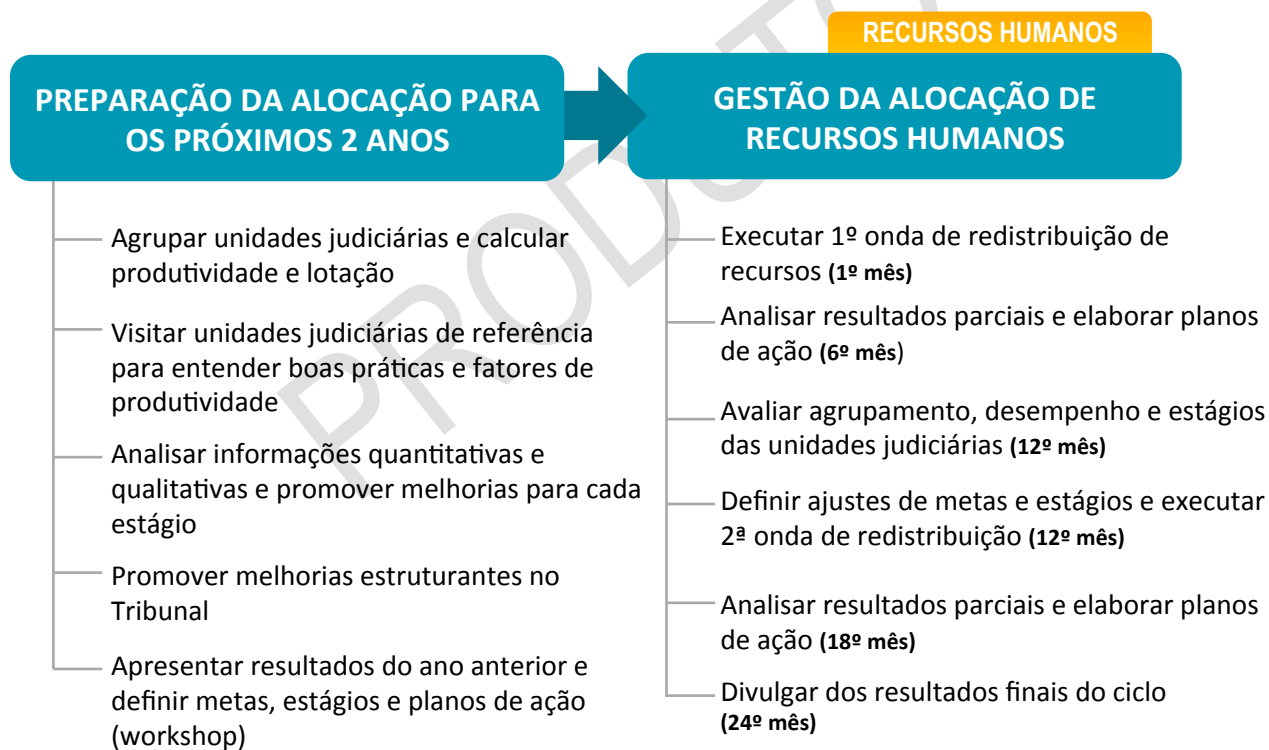 RECURSOS HUMANOS
PREPARAÇÃO DA ALOCAÇÃO PARA
OS PRÓXIMOS 2 ANOS
Agrupar unidades judiciárias e calcular
produtividade e lotação
Visitar unidades judiciárias de referência
para entender boas práticas e fatores de
produtividade
Analisar informações quantitativas e
qualitativas e promover melhorias para cada
estágio
Promover melhorias estruturantes no
Tribunal
Apresentar resultados do ano anterior e
definir metas, estágios e planos de ação
(workshop)
GESTÃO DA ALOCAÇÃO DE
RECURSOS HUMANOS
Executar 1º onda de redistribuição de
recursos (1º mês)
Analisar resultados parciais e elaborar planos
de ação (6º mês)
Avaliar agrupamento, desempenho e estágios
das unidades judiciárias (12º mês)
Definir ajustes de metas e estágios e executar
2ª onda de redistribuição (12º mês)
Analisar resultados parciais e elaborar planos
de ação (18º mês)
Divulgar dos resultados finais do ciclo
(24º mês)